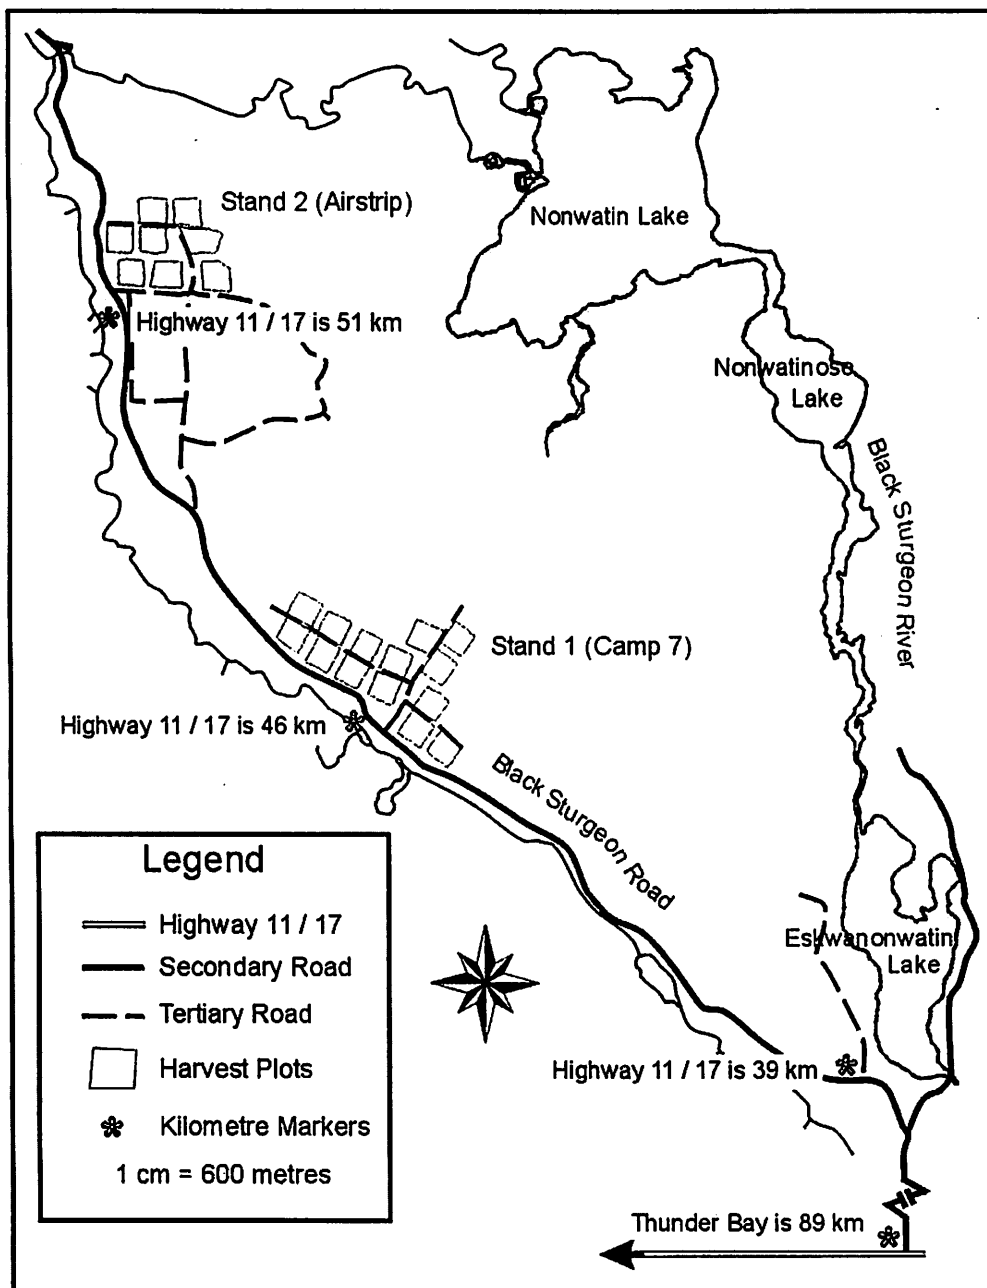 Stand 2 (Airstrip)
Nonwatin Lake
Highway 11 / 17 is 51 km
Nonwatinose
Lake
Black Sturgeon River
Stand 1 (Camp 7)
Highway 11 / 17 is 46 km
Black Sturgeon Road
Legend
Highway 11 / 17
Secondary Road
Tertiary Road
Harvest Plots
Kilometre Markers
1 cm = 600 metres
Eskwanonwatin
Lake
Highway 11 / 17 is 39 km
Thunder Bay is 89 km